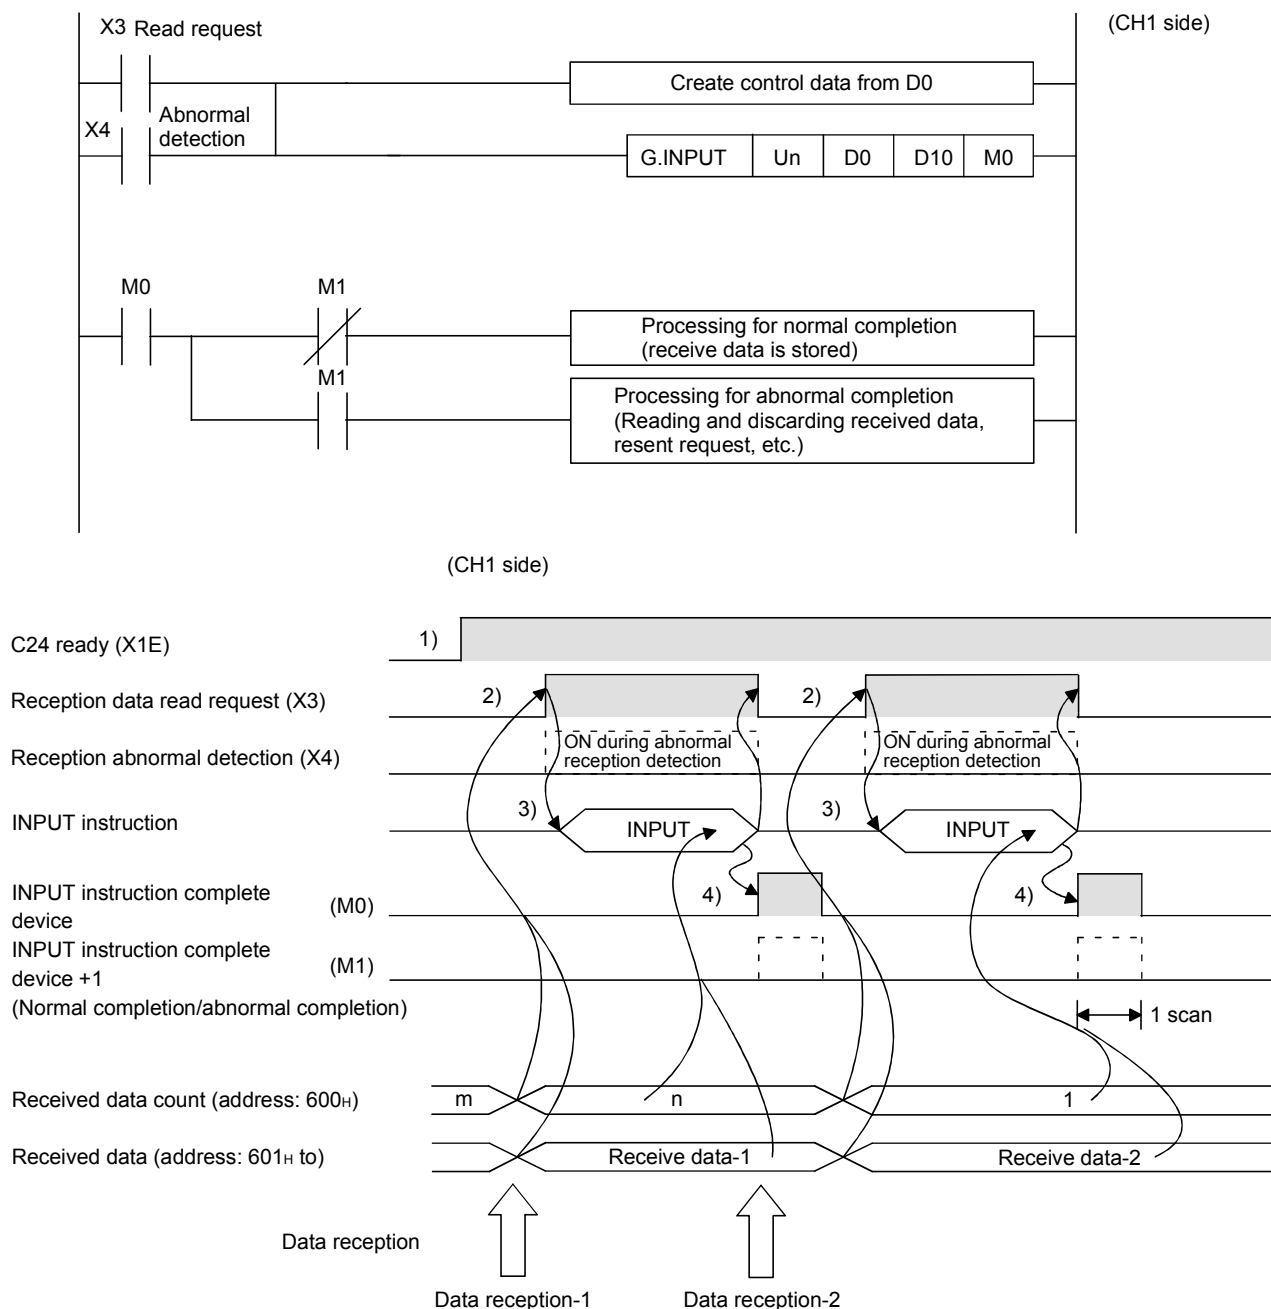 X3 Read request
(CH1 side)
Create control data from D0
X4
Abnormal
detection
G.INPUT Un D0 D10 M0
M0
M1
Processing for normal completion
(receive data is stored)
M1
Processing for abnormal completion
(Reading and discarding received data,
resent request, etc.)
(CH1 side)
C24 ready (X1E)
1)
Reception data read request (X3)
2)
2)
Reception abnormal detection (X4)
ON during abnormal
reception detection
ON during abnormal
reception detection
INPUT instruction
3)
INPUT
3)
INPUT
INPUT instruction complete
device
(M0)
4)
4)
INPUT instruction complete
device +1
(M1)
(Normal completion/abnormal completion)
1 scan
Received data count (address: 600H)
m
n
1
Received data (address: 601H to)
Receive data-1
Receive data-2
Data reception
Data reception-1
Data reception-2